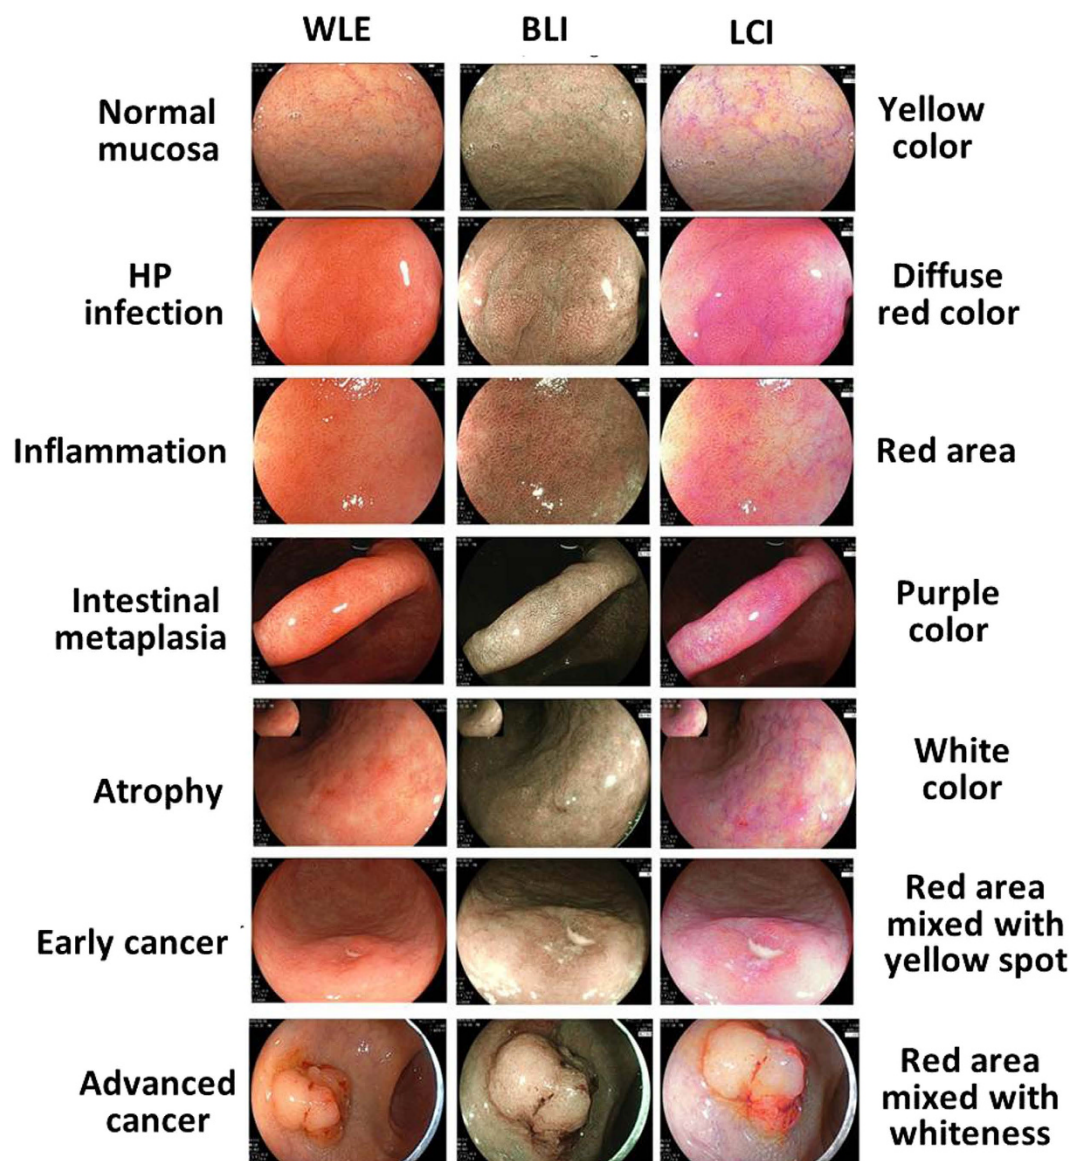 WLE BLI LCI
Normal
mucosa
Yellow
color
HP
infection
Diffuse
red color
Inflammation
Red area
Intestinal
metaplasia
Purple
color
Atrophy
White
color
Early cancer
Red area
mixed with
yellow spot
Advanced
cancer
Red area
mixed with
whiteness